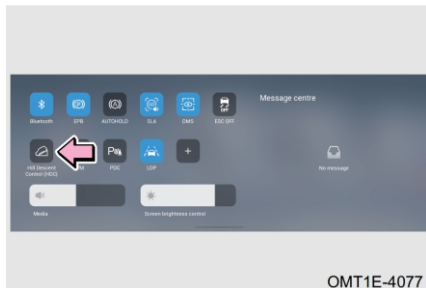 Message centre
Bluetooth
EPB
AUTOHOLD
SLA
DMS
OFF
ESC OFF
Hill Descent
Control (HDC)
M
P
PDC
LDP
+
No message
Media
Screen brightness control
OMT1E-4077